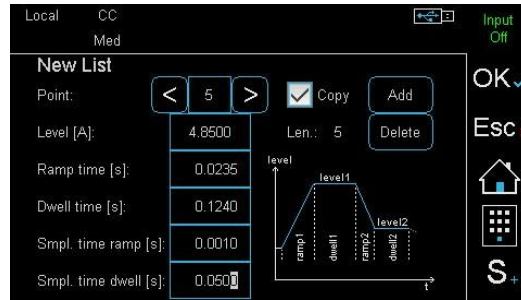 Local CC
Med
Input
Off
New List
Point: < 5 > Copy Add
Level [A]: 4.8500 Len.: 5 Delete
Ramp time [s]: 0.0235
Dwell time [s]: 0.1240
Smpl. time ramp [s]: 0.0010
Smpl. time dwell [s]: 0.0500
level
level1
level2
ramp1
dwell1
ramp2
dwell2
t
OK
Esc
S+